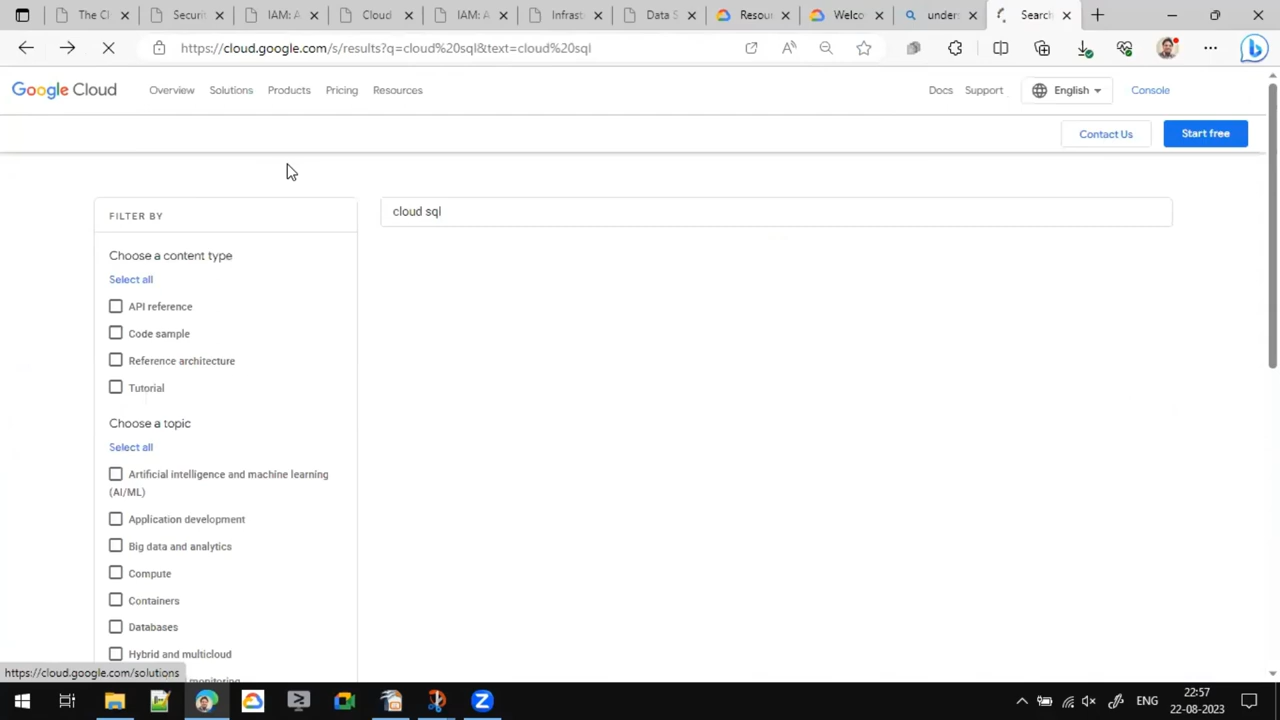 The Cl
Securit
IAM: A
Cloud
IAM: A
Infrast
Data S
Resou
Welco
under
Search
https://cloud.google.com/s/results?q=cloud%20sql&text=cloud%20sql
Google Cloud Overview Solutions Products Pricing Resources Docs Support English Console
Contact Us Start free
FILTER BY
cloud sql
Choose a content type
Select all
API reference
Code sample
Reference architecture
Tutorial
Choose a topic
Select all
Artificial intelligence and machine learning
(AI/ML)
Application development
Big data and analytics
Compute
Containers
Databases
Hybrid and multicloud
monitoring
https://cloud.google.com/solutions
ENG
22:57
22-08-2023